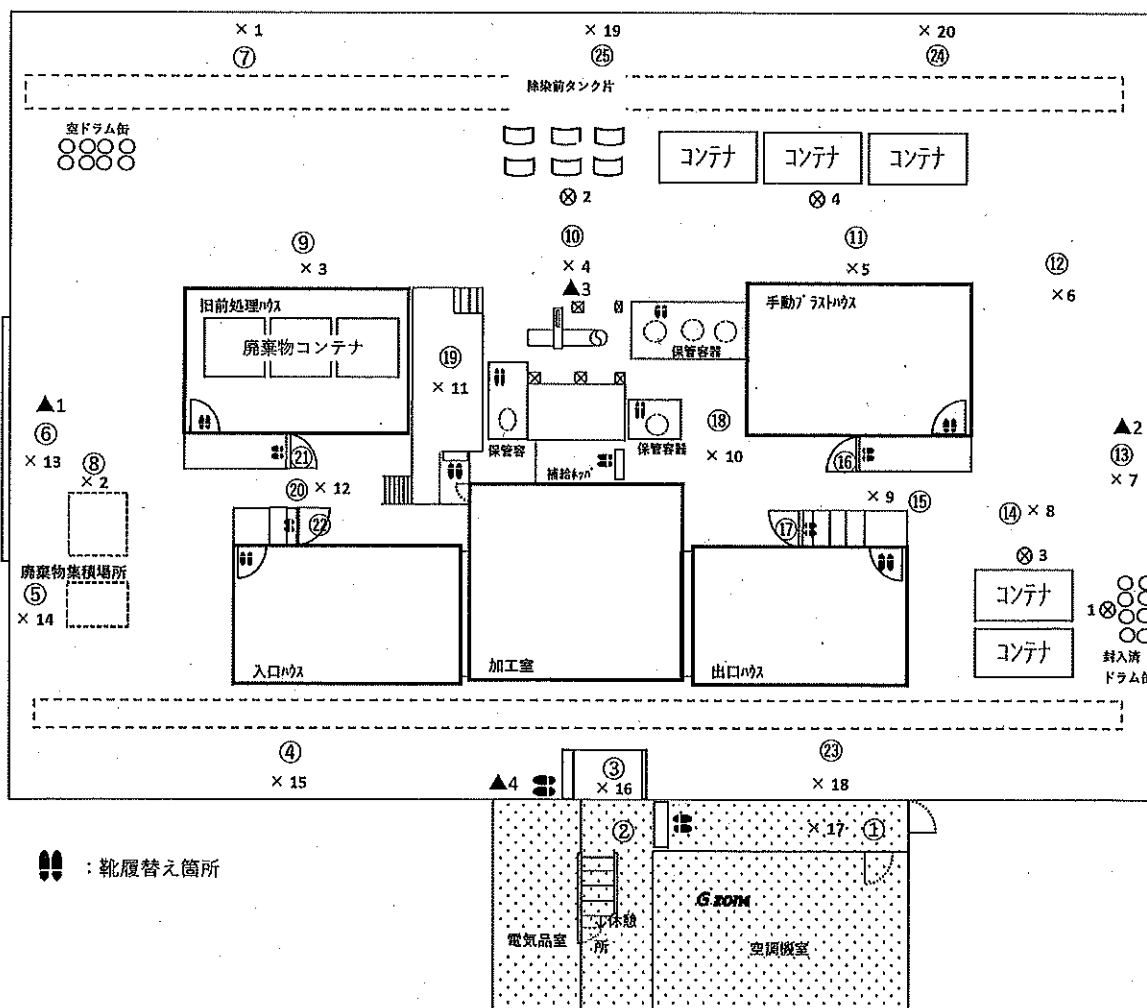 × 1
× 19
× 20
⑦
㉕
㉔
除染前タンク片
空ドラム缶
コンテナ
コンテナ
コンテナ
⊗ 2
⊗ 4
⑨
⑩
⑪
⑫
× 3
× 4
× 5
× 6
▲3
旧前処理ハウス
手動ブラストハウス
廃棄物コンテナ
保管容器
⑲
× 11
▲1
⑥
⑱
▲2
× 13
⑧
㉑
保管容
保管容器
× 10
⑯
⑬
× 2
⑳
× 12
補給ホッパ
× 9
⑮
× 7
㉒
⑰
⑭
× 8
⊗ 3
廃棄物集積場所
⑤
コンテナ
1 ⊗
× 14
コンテナ
封入済
入口ハウス
加工室
出口ハウス
ドラム缶
④
③
㉓
× 15
▲4
× 16
× 18
②
× 17
①
：靴履替え箇所
G zone
休憩
所
電気品室
空調機室